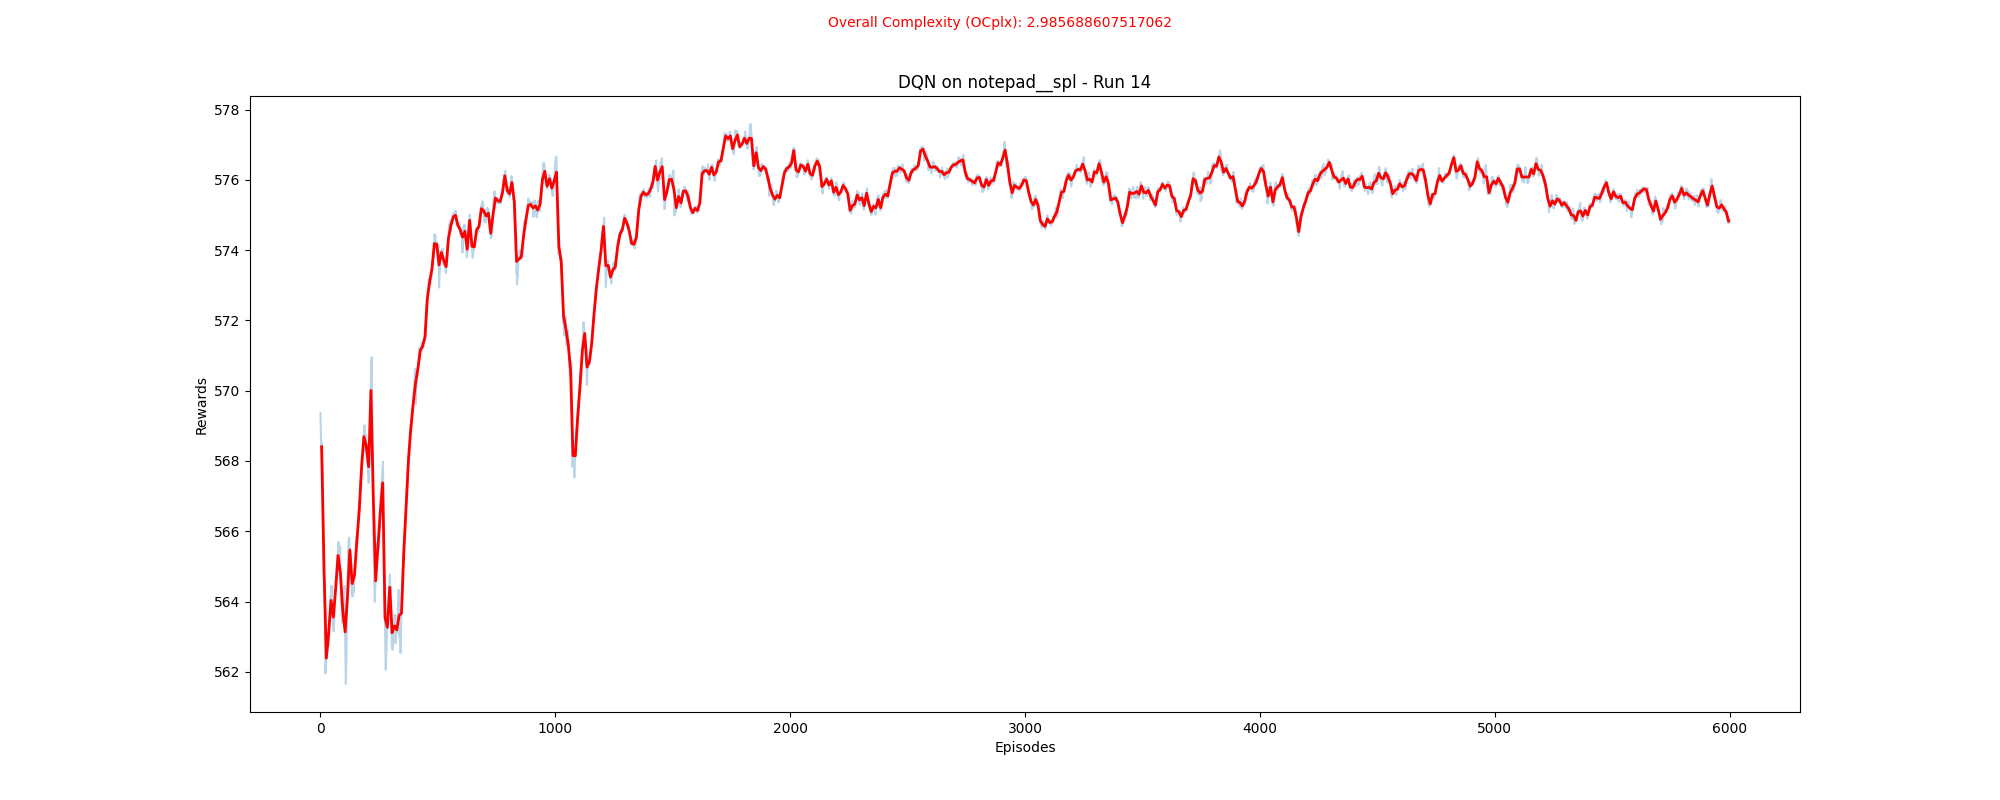 Overall Complexity (OCplx): 2.985688607517062
DQN on notepad__spl - Run 14
578
576
574
572
570
568
566
564
562
Rewards
0 1000 2000 3000 4000 5000 6000
Episodes